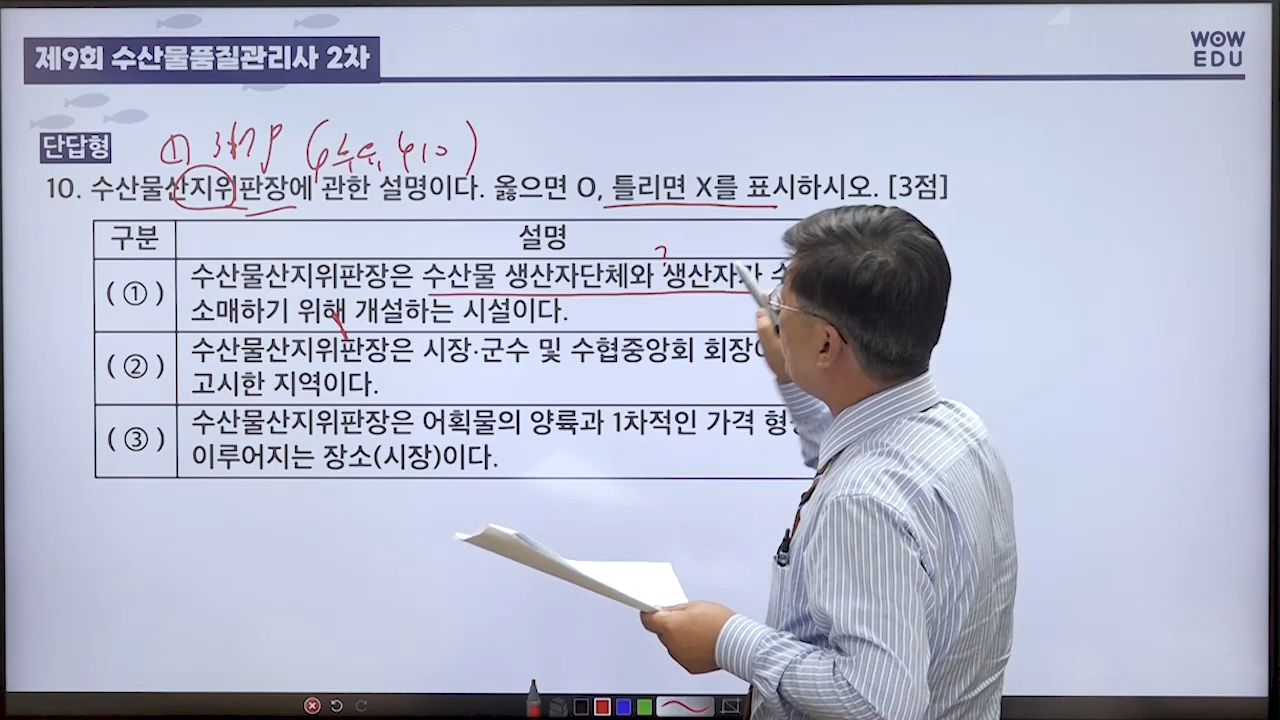 제9회 수산물품질관리사 2차
WOW
EDU
단답형
10. 수산물산지위판장에 관한 설명이다. 옳으면 O, 틀리면 X를 표시하시오. [3점]
구분 설명
( ① ) 수산물산지위판장은 수산물 생산자단체와 생산자가
소매하기 위해 개설하는 시설이다.
( ② ) 수산물산지위판장은 시장·군수 및 수협중앙회 회장이
고시한 지역이다.
( ③ ) 수산물산지위판장은 어획물의 양륙과 1차적인 가격
이루어지는 장소(시장)이다.